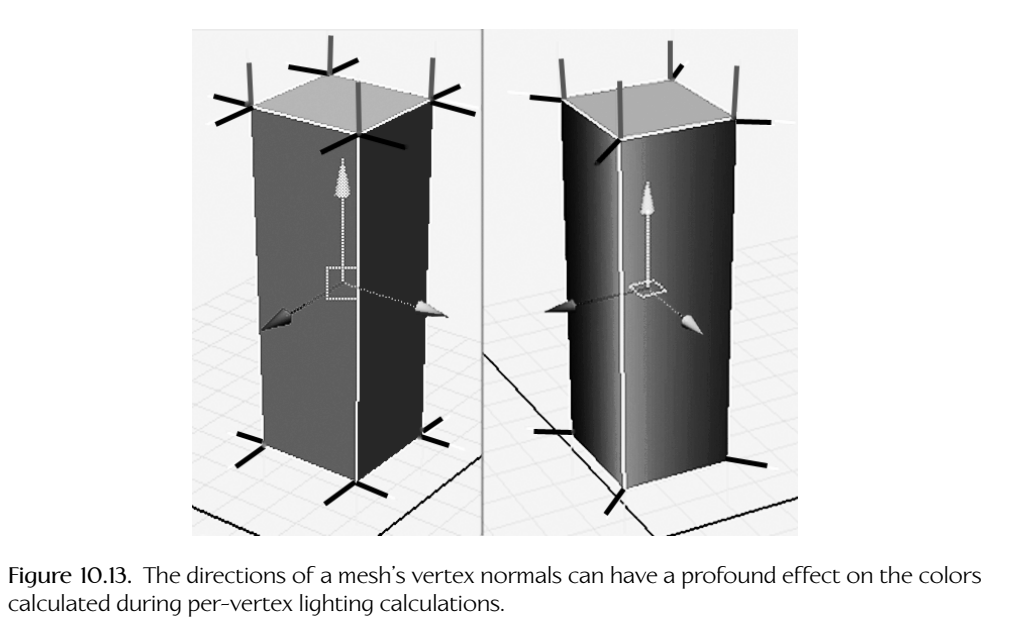 Figure 10.13. The directions of a mesh’s vertex normals can have a profound effect on the colors
calculated during per-vertex lighting calculations.